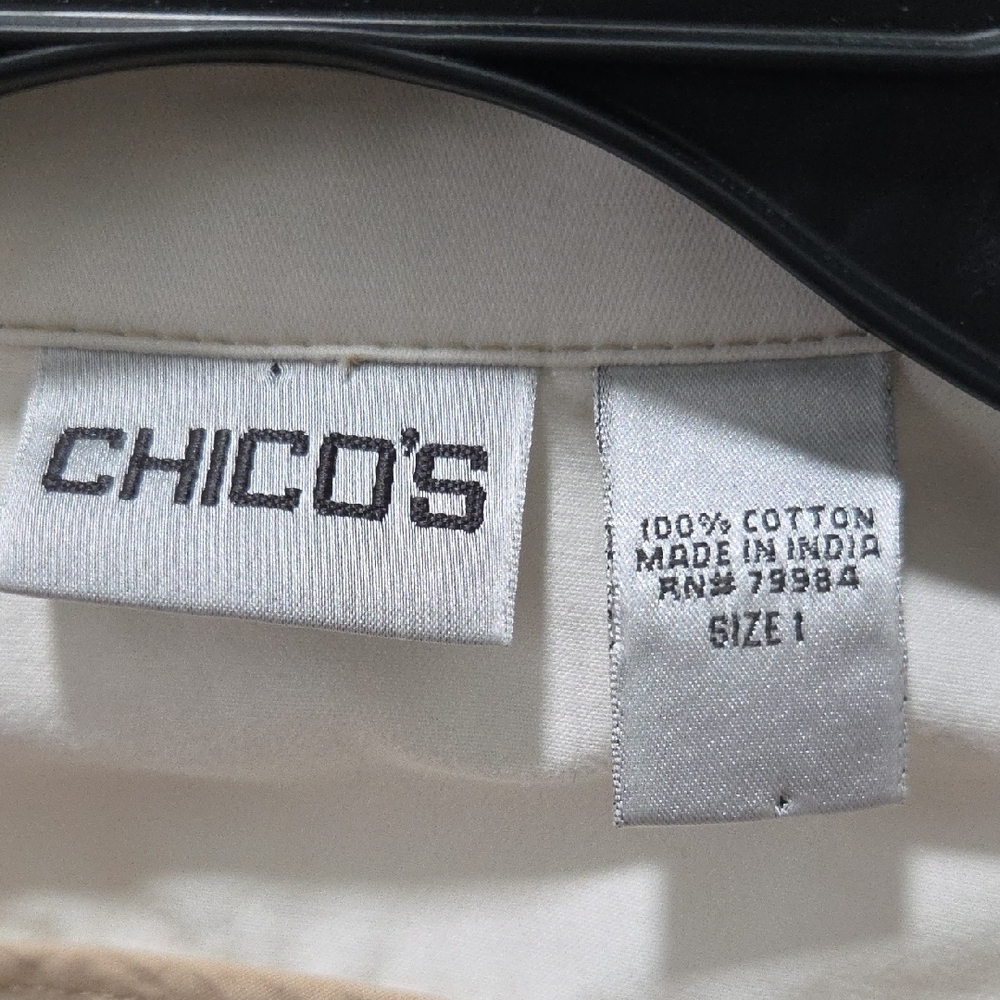 CHICO'S
100% COTTON
MADE IN INDIA
RN# 79984
SIZE 1